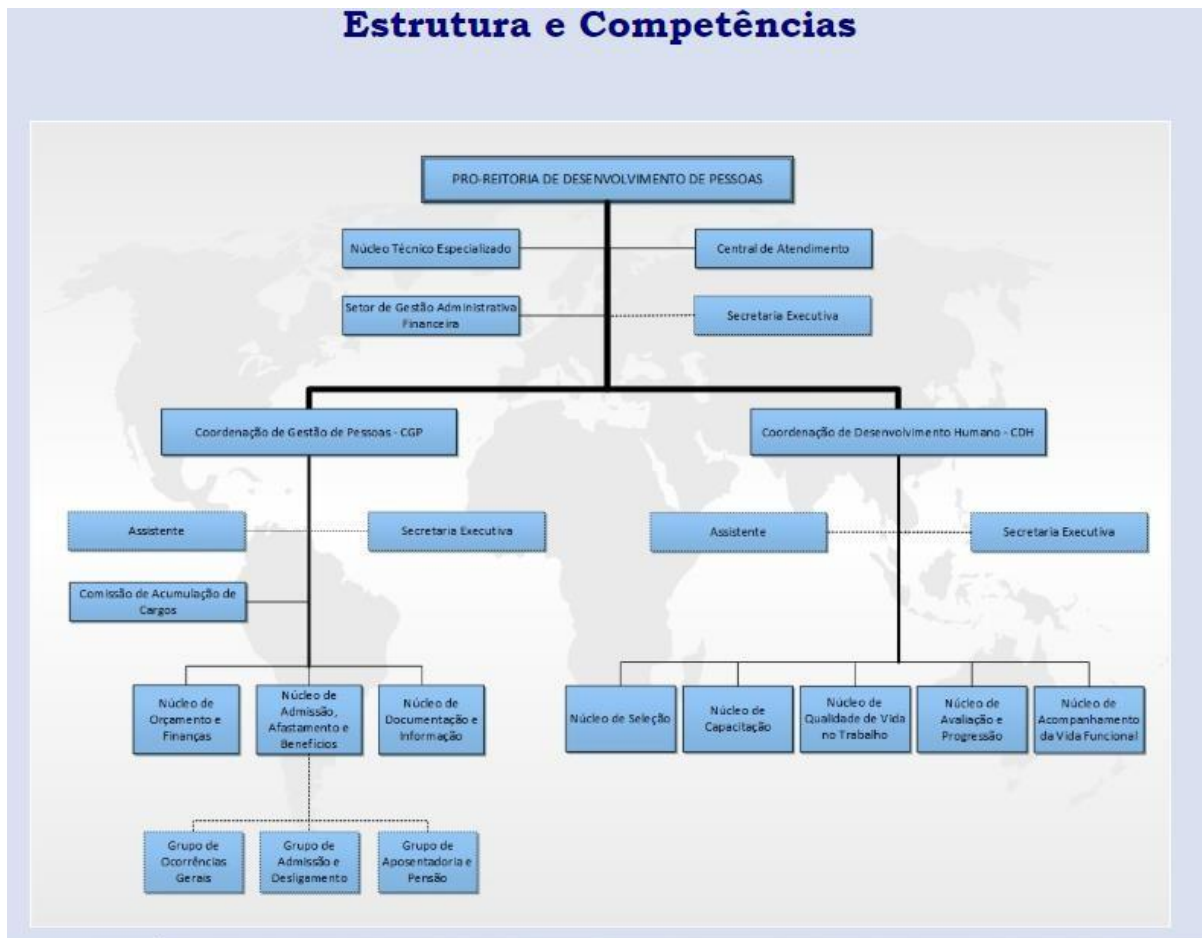 Estrutura e Competências
PRO-REITORIA DE DESENVOLVIMENTO DE PESSOAS
Núcleo Técnico Especializado
Central de Atendimento
Setor de Gestão Administrativa
Financeira
Secretaria Executiva
Coordenação de Gestão de Pessoas - CGP
Coordenação de Desenvolvimento Humano - CDH
Assistente
Secretaria Executiva
Assistente
Secretaria Executiva
Comissão de Acumulação de
Cargos
Núcleo de
Orçamento e
Finanças
Núcleo de
Admissão,
Afastamento e
Benefícios
Núcleo de
Documentação e
Informação
Núcleo de Seleção
Núcleo de
Capacitação
Núcleo de
Qualidade de Vida
no Trabalho
Núcleo de
Avaliação e
Progressão
Núcleo de
Acompanhamento
da Vida Funcional
Grupo de
Ocorrências
Gerais
Grupo de
Admissão e
Desligamento
Grupo de
Aposentadoria e
Pensão